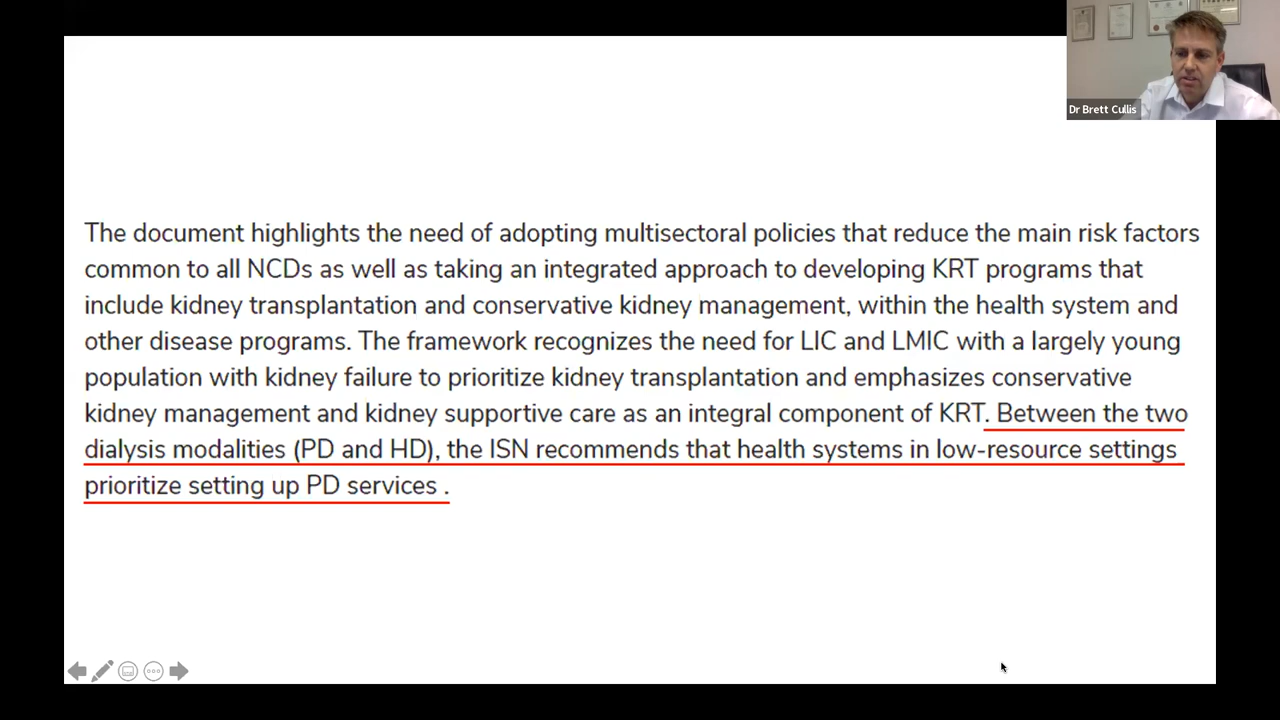 Dr Brett Cullis
The document highlights the need of adopting multisectoral policies that reduce the main risk factors
common to all NCDs as well as taking an integrated approach to developing KRT programs that
include kidney transplantation and conservative kidney management, within the health system and
other disease programs. The framework recognizes the need for LIC and LMIC with a largely young
population with kidney failure to prioritize kidney transplantation and emphasizes conservative
kidney management and kidney supportive care as an integral component of KRT. Between the two
dialysis modalities (PD and HD), the ISN recommends that health systems in low-resource settings
prioritize setting up PD services .